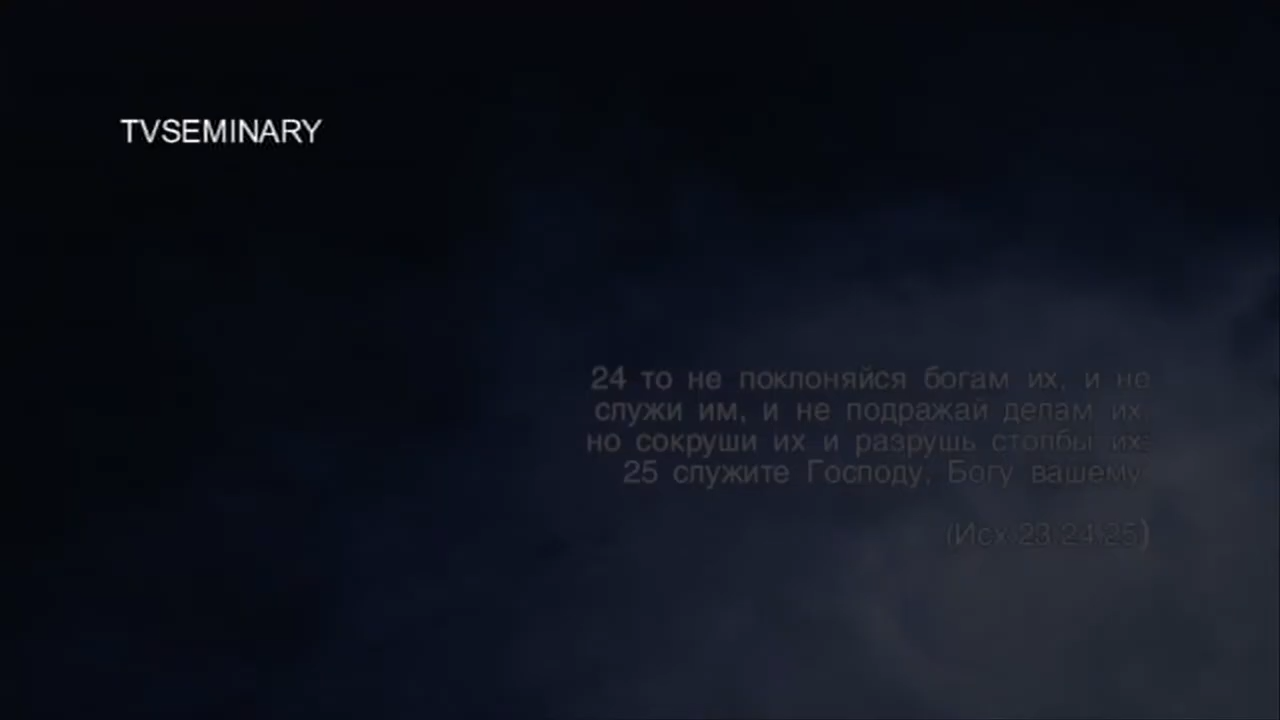 TVSEMINARY
24 то не поклоняйся богам их, и не
служи им, и не подражай делам их,
но сокруши их и разрушь столбы их:
25 служите Господу, Богу вашему
(Исх 23:24,25)